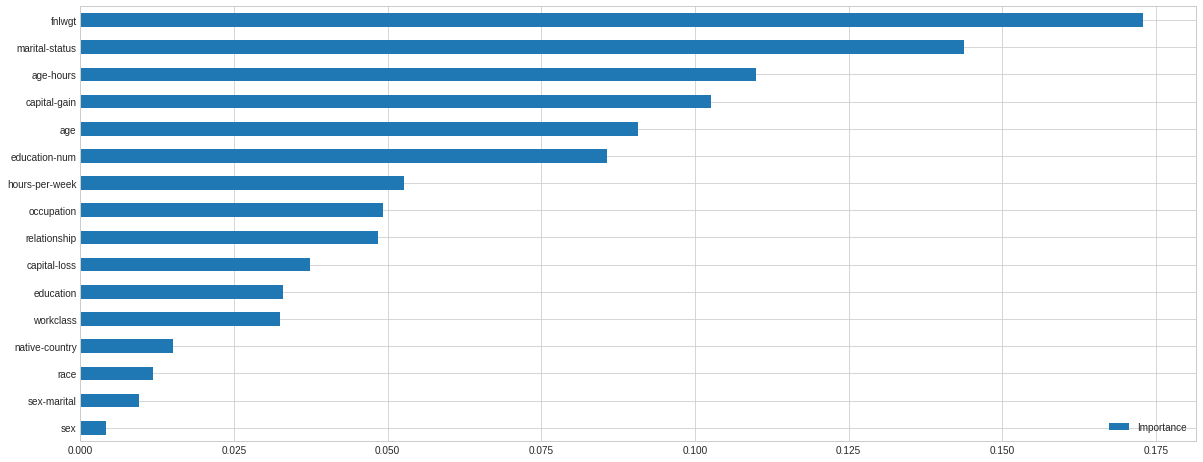 fnlwgt
marital-status
age-hours
capital-gain
age
education-num
hours-per-week
occupation
relationship
capital-loss
education
workclass
native-country
race
sex-marital
sex
Importance
0.000 0.025 0.050 0.075 0.100 0.125 0.150 0.175